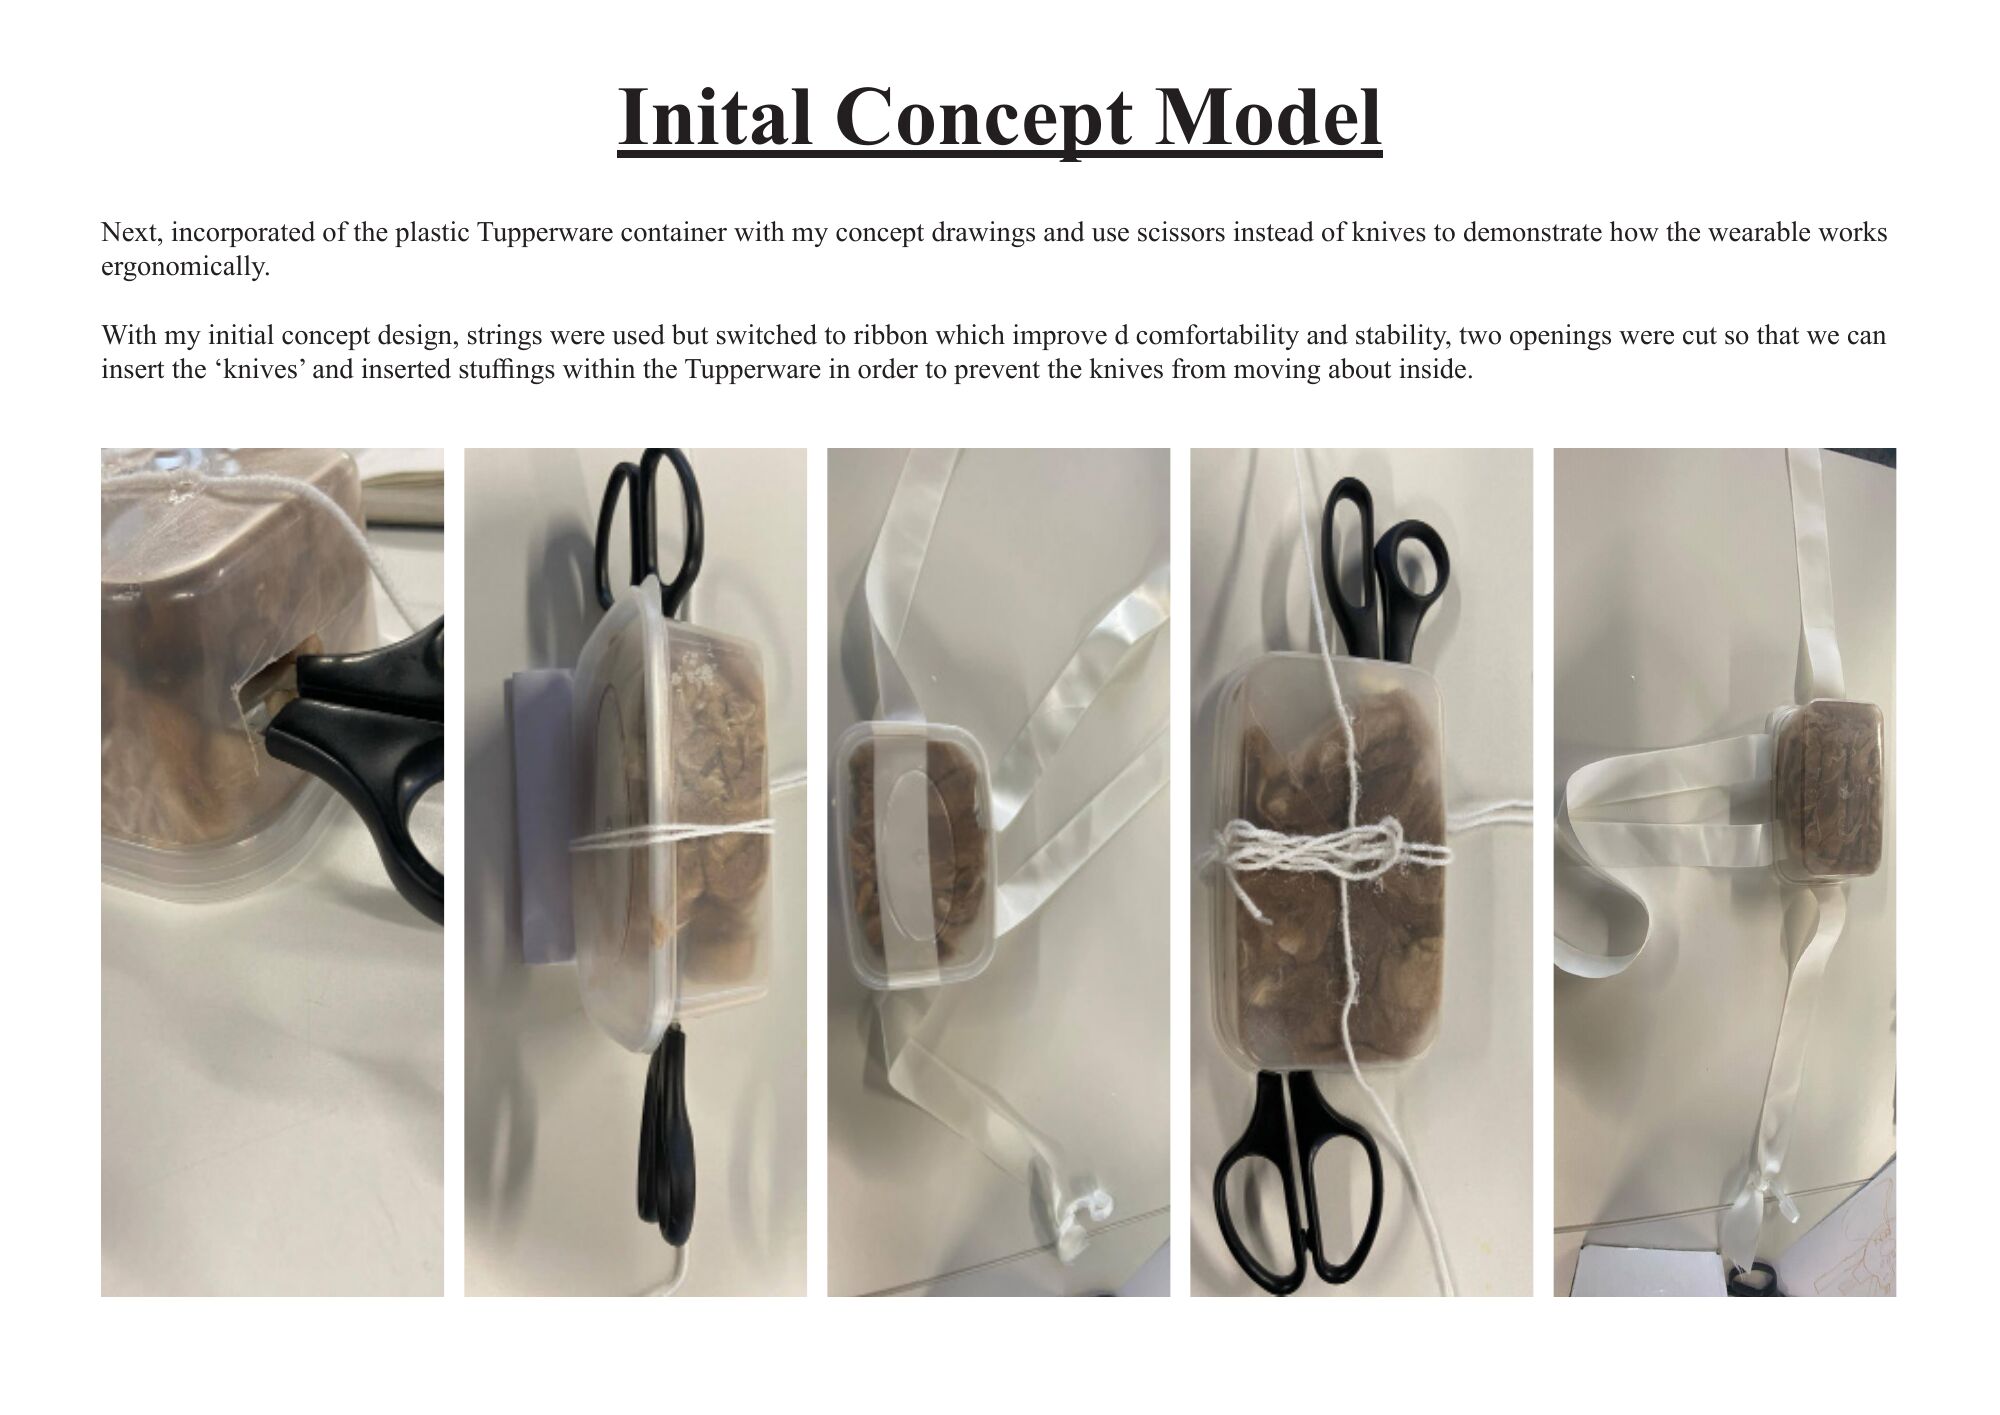 Inital Concept Model
Next, incorporated of the plastic Tupperware container with my concept drawings and use scissors instead of knives to demonstrate how the wearable works
ergonomically.
With my initial concept design, strings were used but switched to ribbon which improve d comfortability and stability, two openings were cut so that we can
insert the ‘knives’ and inserted stuffings within the Tupperware in order to prevent the knives from moving about inside.